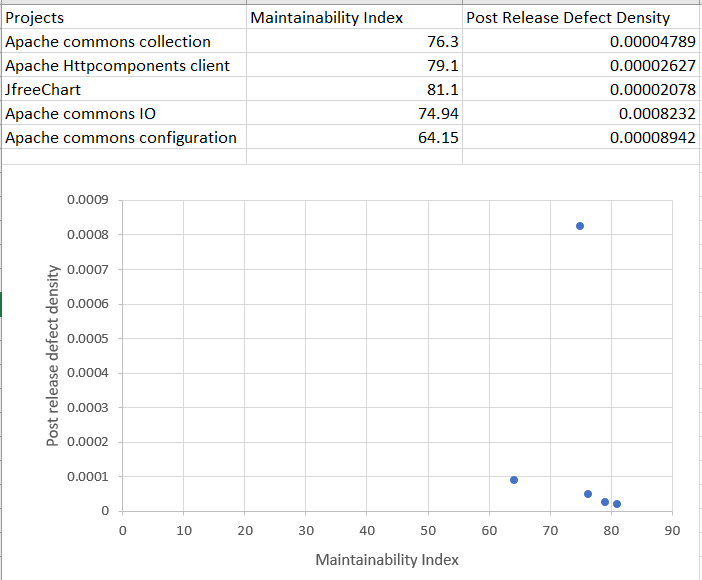 Projects Maintainability Index Post Release Defect Density
Apache commons collection 76.3 0.00004789
Apache Httpcomponents client 79.1 0.00002627
JfreeChart 81.1 0.00002078
Apache commons IO 74.94 0.0008232
Apache commons configuration 64.15 0.00008942
0.0009
0.0008
0.0007
0.0006
0.0005
0.0004
0.0003
0.0002
0.0001
0
Post release defect density
0 10 20 30 40 50 60 70 80 90
Maintainability Index